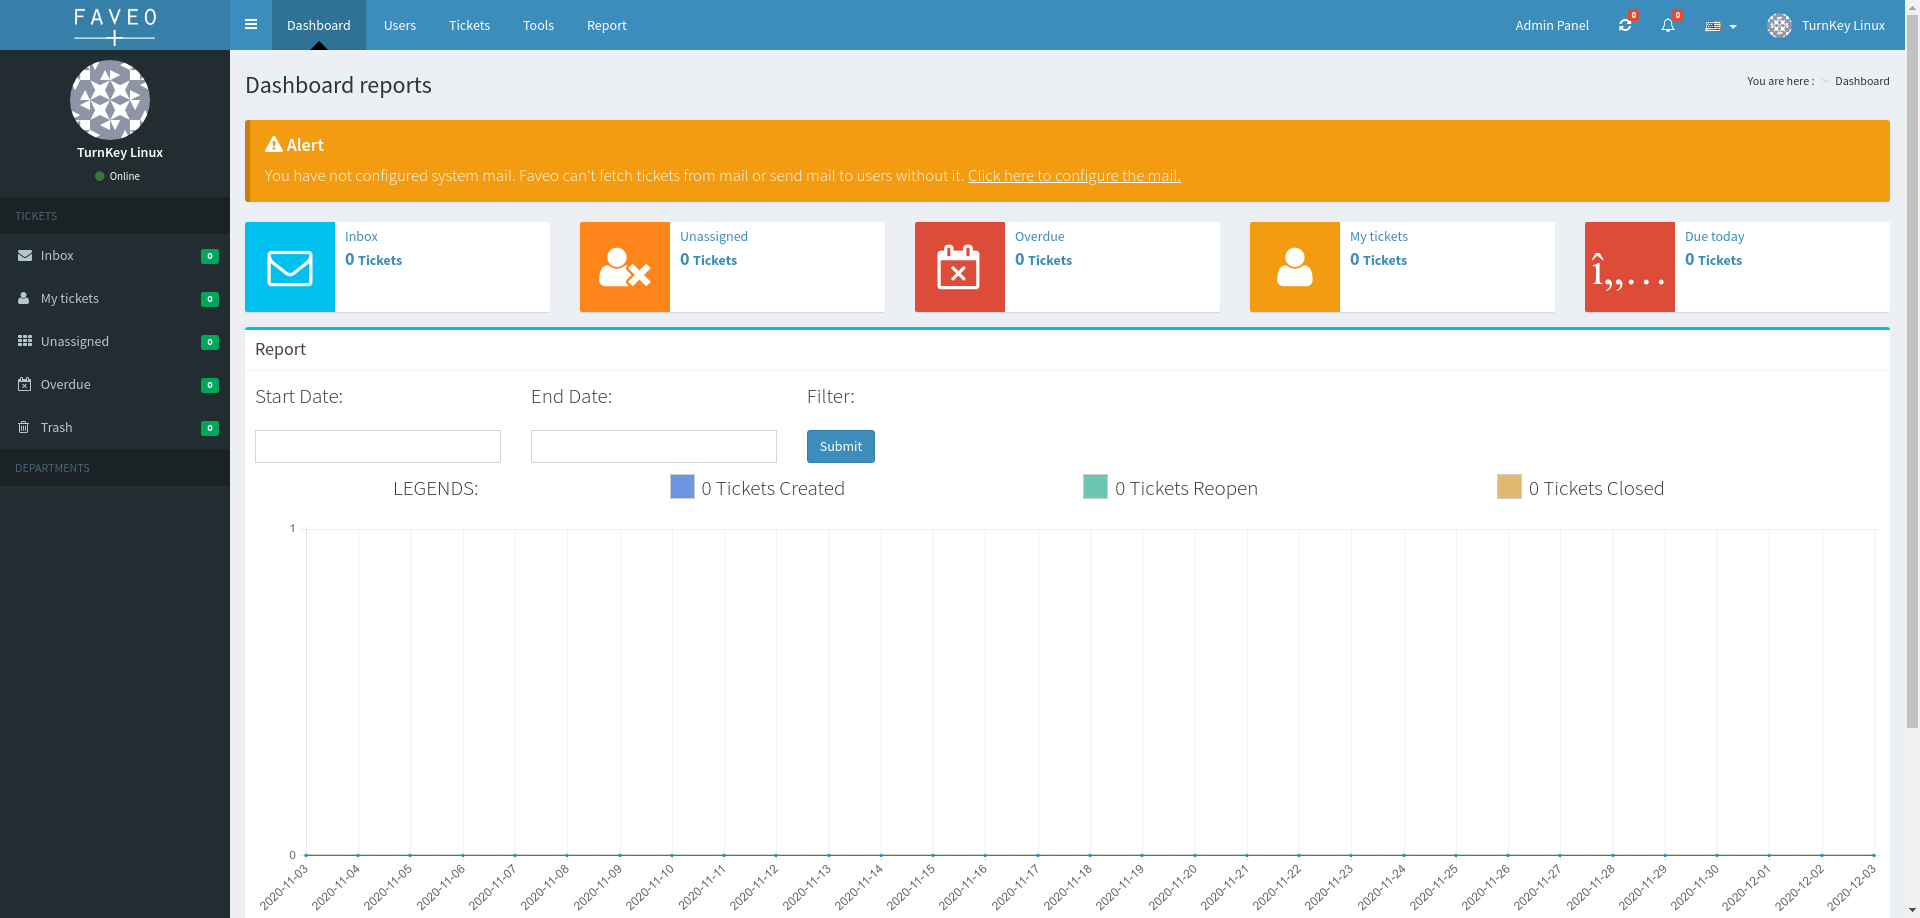 FAVEO
Dashboard
Users
Tickets
Tools
Report
Admin Panel
0
0
TurnKey Linux
TurnKey Linux
Online
TICKETS
Inbox 0
My tickets 0
Unassigned 0
Overdue 0
Trash 0
DEPARTMENTS
Dashboard reports
You are here : > Dashboard
Alert
You have not configured system mail. Faveo can't fetch tickets from mail or send mail to users without it. Click here to configure the mail.
Inbox
0 Tickets
Unassigned
0 Tickets
Overdue
0 Tickets
My tickets
0 Tickets
î„…
Due today
0 Tickets
Report
Start Date:
End Date:
Filter:
Submit
LEGENDS:
0 Tickets Created
0 Tickets Reopen
0 Tickets Closed
1
0
2020-11-03
2020-11-04
2020-11-05
2020-11-06
2020-11-07
2020-11-08
2020-11-09
2020-11-10
2020-11-11
2020-11-12
2020-11-13
2020-11-14
2020-11-15
2020-11-16
2020-11-17
2020-11-18
2020-11-19
2020-11-20
2020-11-21
2020-11-22
2020-11-23
2020-11-24
2020-11-25
2020-11-26
2020-11-27
2020-11-28
2020-11-29
2020-11-30
2020-12-01
2020-12-02
2020-12-03